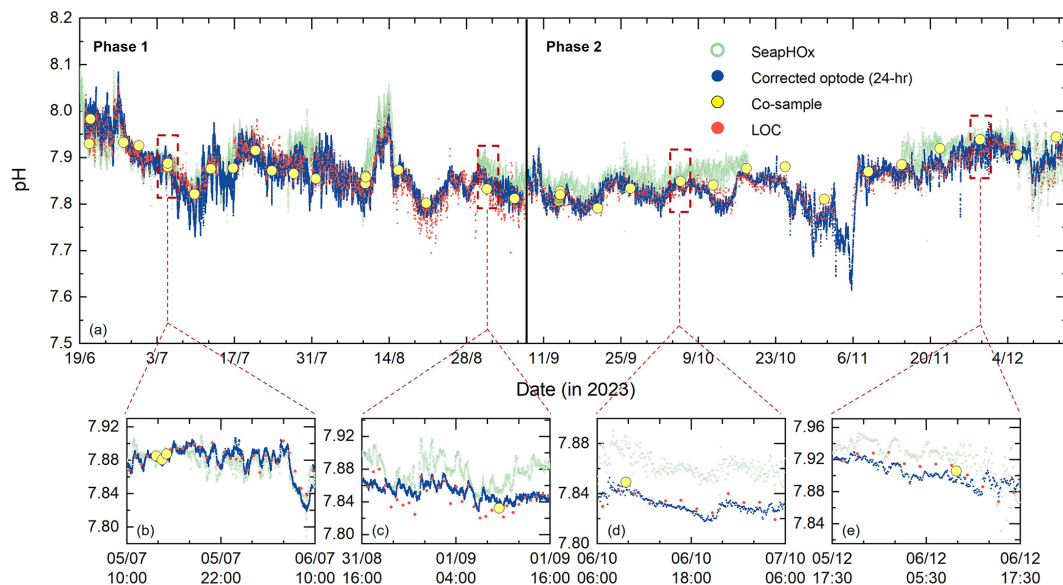 8.2
8.1
8.0
7.9
7.8
7.7
7.6
7.5
pH
Phase 1
Phase 2
SeapHOx
Corrected optode (24-hr)
Co-sample
LOC
(a)
19/6 3/7 17/7 31/7 14/8 28/8 11/9 25/9 9/10 23/10 6/11 20/11 4/12
Date (in 2023)
7.92
7.88
7.84
7.80
(b)
05/07 05/07 06/07
10:00 22:00 10:00
7.92
7.88
7.84
7.80
(c)
31/08 01/09 01/09
16:00 04:00 16:00
7.88
7.84
7.80
(d)
06/10 06/10 07/10
06:00 18:00 06:00
7.96
7.92
7.88
7.84
(e)
05/12 06/12 06/12
17:30 05:30 17:30